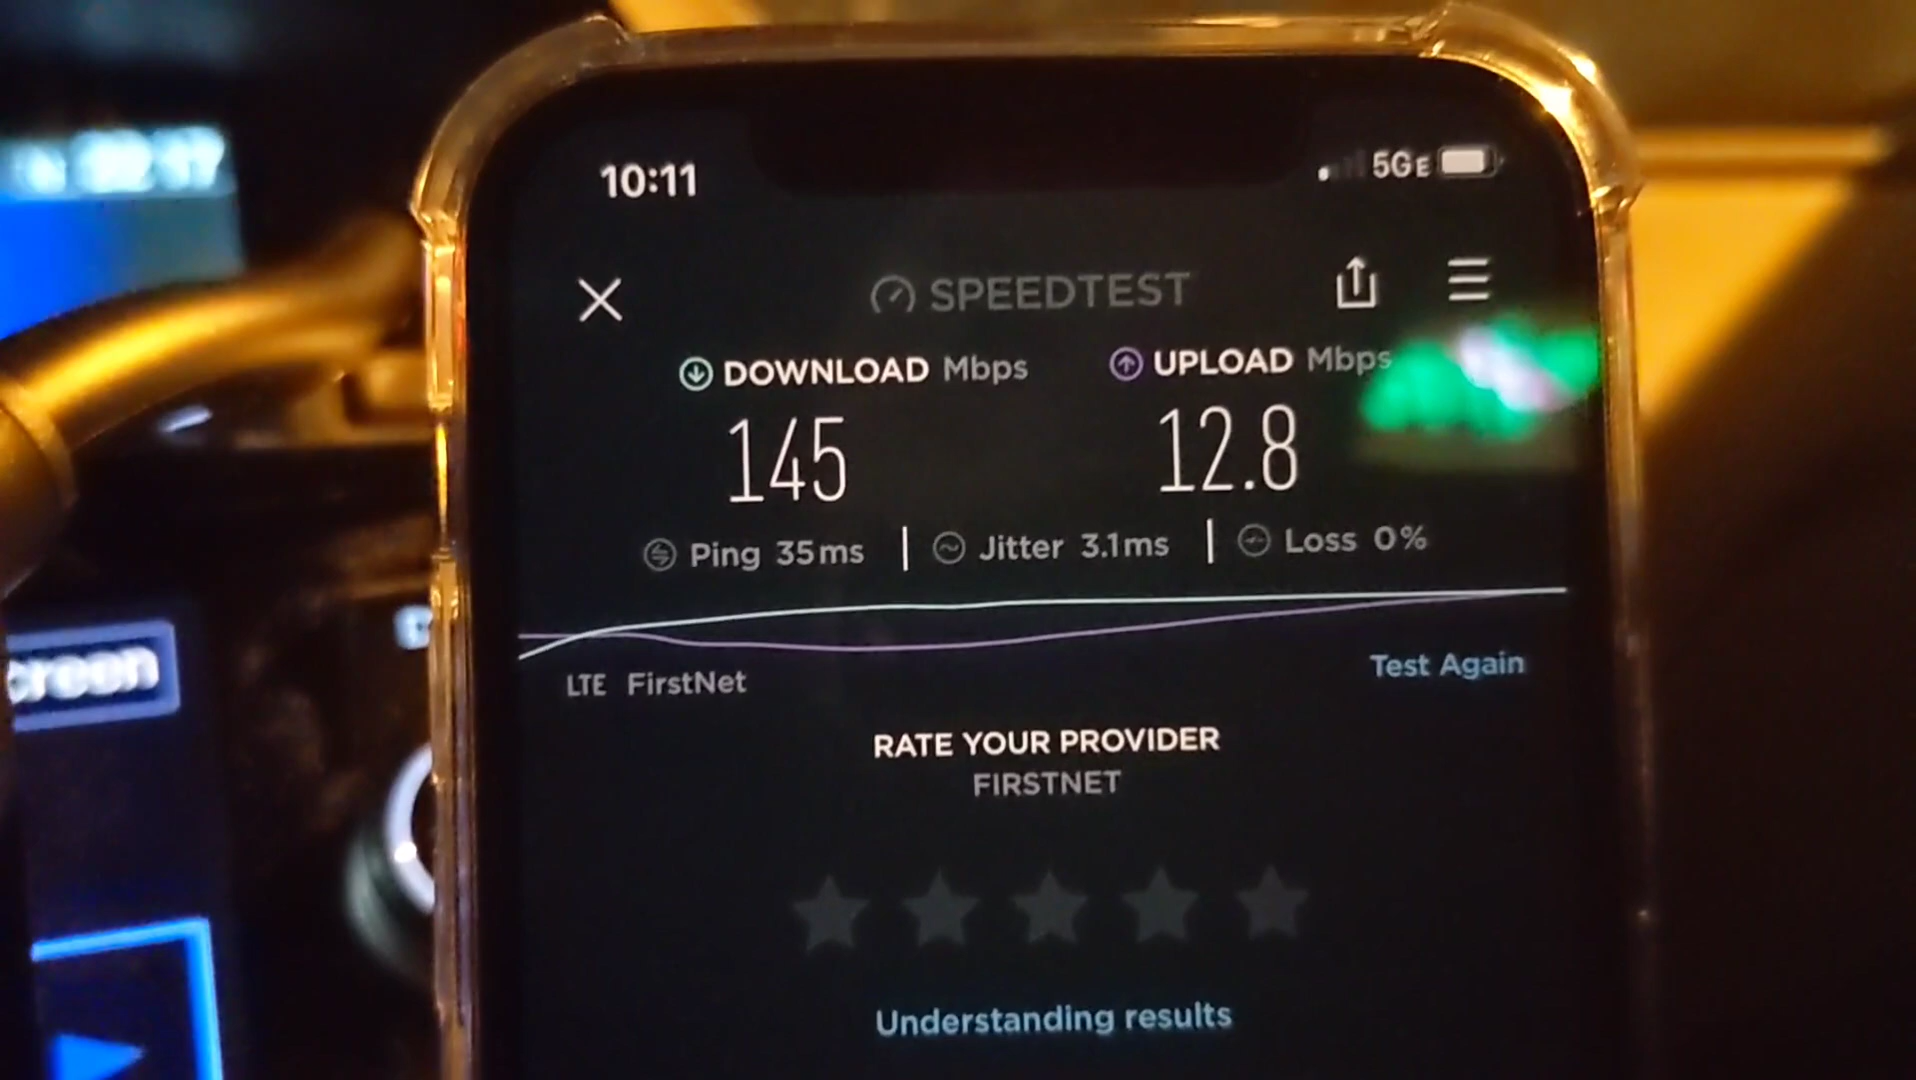 10:11
5GE
SPEEDTEST
DOWNLOAD Mbps
UPLOAD Mbps
145
12.8
Ping 35ms
Jitter 3.1ms
Loss 0%
LTE FirstNet
Test Again
RATE YOUR PROVIDER
FIRSTNET
Understanding results
creen